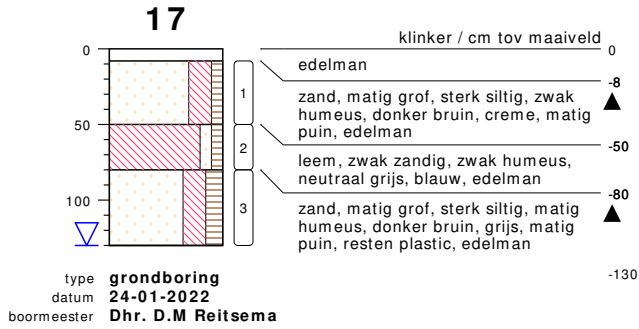 17
klinker / cm tov maaiveld
0
0
edelman
-8
zand, matig grof, sterk siltig, zwak
humeus, donker bruin, creme, matig
puin, edelman
1
50
-50
leem, zwak zandig, zwak humeus,
neutraal grijs, blauw, edelman
2
-80
zand, matig grof, sterk siltig, matig
humeus, donker bruin, grijs, matig
puin, resten plastic, edelman
100
3
-130
type grondboring
datum 24-01-2022
boormeester Dhr. D.M Reitsema